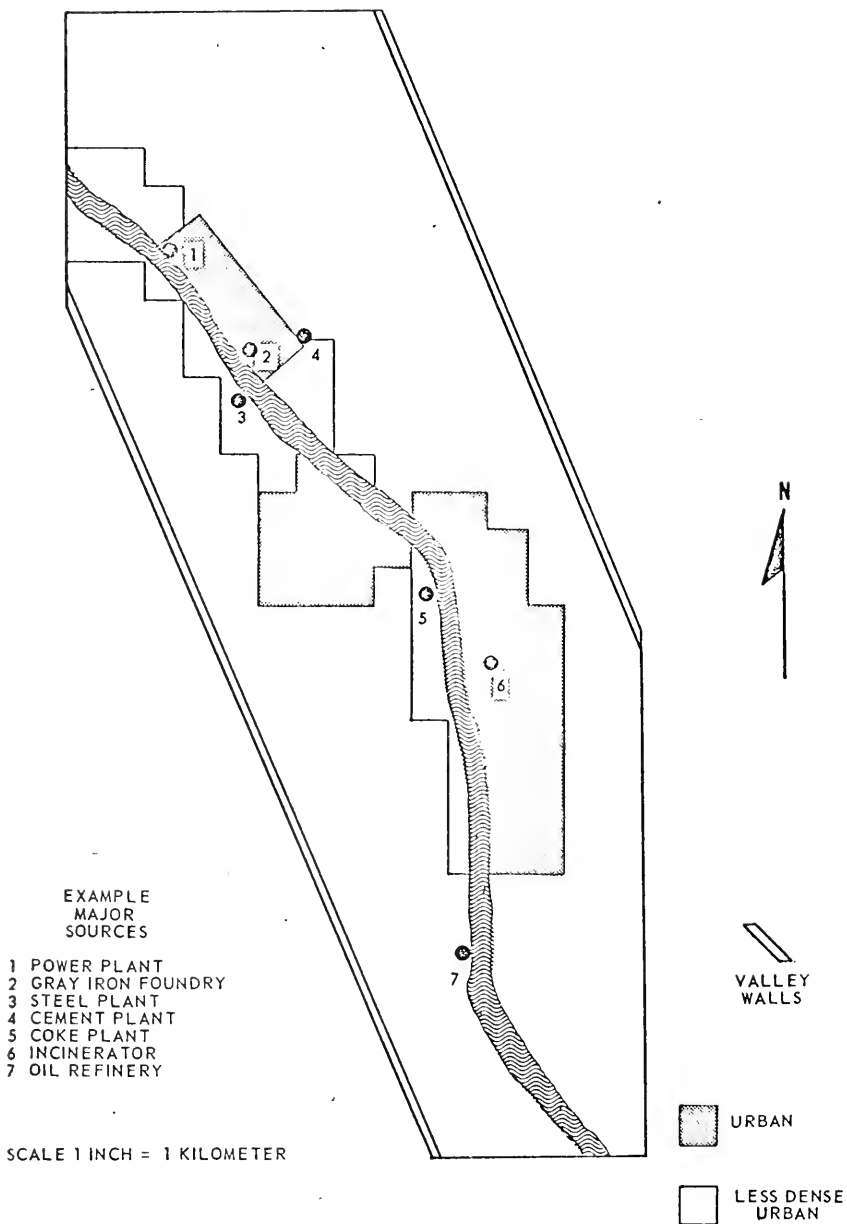 1
2
4
3
N
5
6
7
EXAMPLE
MAJOR
SOURCES
1 POWER PLANT
2 GRAY IRON FOUNDRY
3 STEEL PLANT
4 CEMENT PLANT
5 COKE PLANT
6 INCINERATOR
7 OIL REFINERY
SCALE 1 INCH = 1 KILOMETER
VALLEY
WALLS
URBAN
LESS DENSE
URBAN